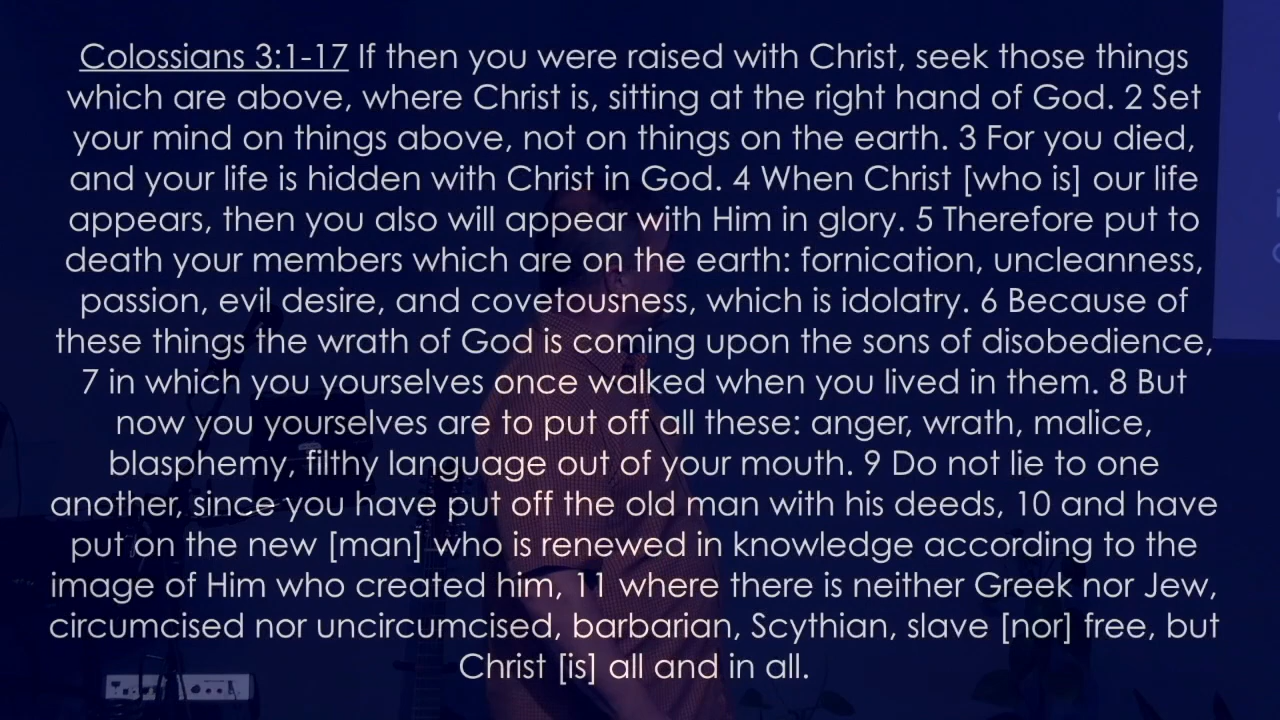 Colossians 3:1-17 If then you were raised with Christ, seek those things
which are above, where Christ is, sitting at the right hand of God. 2 Set
your mind on things above, not on things on the earth. 3 For you died,
and your life is hidden with Christ in God. 4 When Christ [who is] our life
appears, then you also will appear with Him in glory. 5 Therefore put to
death your members which are on the earth: fornication, uncleanness,
passion, evil desire, and covetousness, which is idolatry. 6 Because of
these things the wrath of God is coming upon the sons of disobedience,
7 in which you yourselves once walked when you lived in them. 8 But
now you yourselves are to put off all these: anger, wrath, malice,
blasphemy, filthy language out of your mouth. 9 Do not lie to one
another, since you have put off the old man with his deeds, 10 and have
put on the new [man] who is renewed in knowledge according to the
image of Him who created him, 11 where there is neither Greek nor Jew,
circumcised nor uncircumcised, barbarian, Scythian, slave [nor] free, but
Christ [is] all and in all.